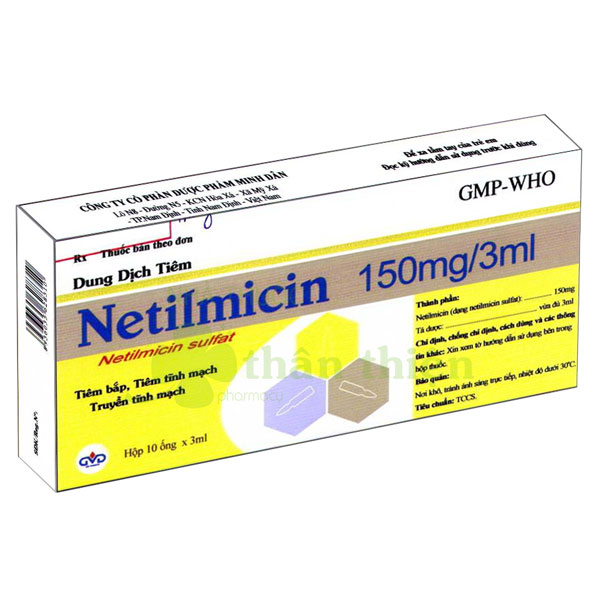 CÔNG TY CỔ PHẦN DƯỢC PHẨM MINH DÂN
Lô N8 - Đường N5 - KCN Hòa Xá - Xã Mỹ Xá
- TP.Nam Định - Tỉnh Nam Định - Việt Nam
Để xa tầm tay của trẻ em
Đọc kỹ hướng dẫn sử dụng trước khi dùng
Rx Thuốc bán theo đơn
GMP-WHO
Dung Dịch Tiêm
Netilmicin 150mg/3ml
Netilmicin sulfat
Tiêm bắp, Tiêm tĩnh mạch
Truyền tĩnh mạch
Hộp 10 ống x 3ml
Thành phần:
Netilmicin (dạng netilmicin sulfat): 150mg
Tá dược: vừa đủ 3ml
Chỉ định, chống chỉ định, cách dùng và các thông
tin khác: Xin xem tờ hướng dẫn sử dụng bên trong
hộp thuốc.
Bảo quản:
Nơi khô, tránh ánh sáng trực tiếp, nhiệt độ dưới 30°C.
Tiêu chuẩn: TCCS.
thân thiện
pharmacy
SĐK/Reg.Nº: